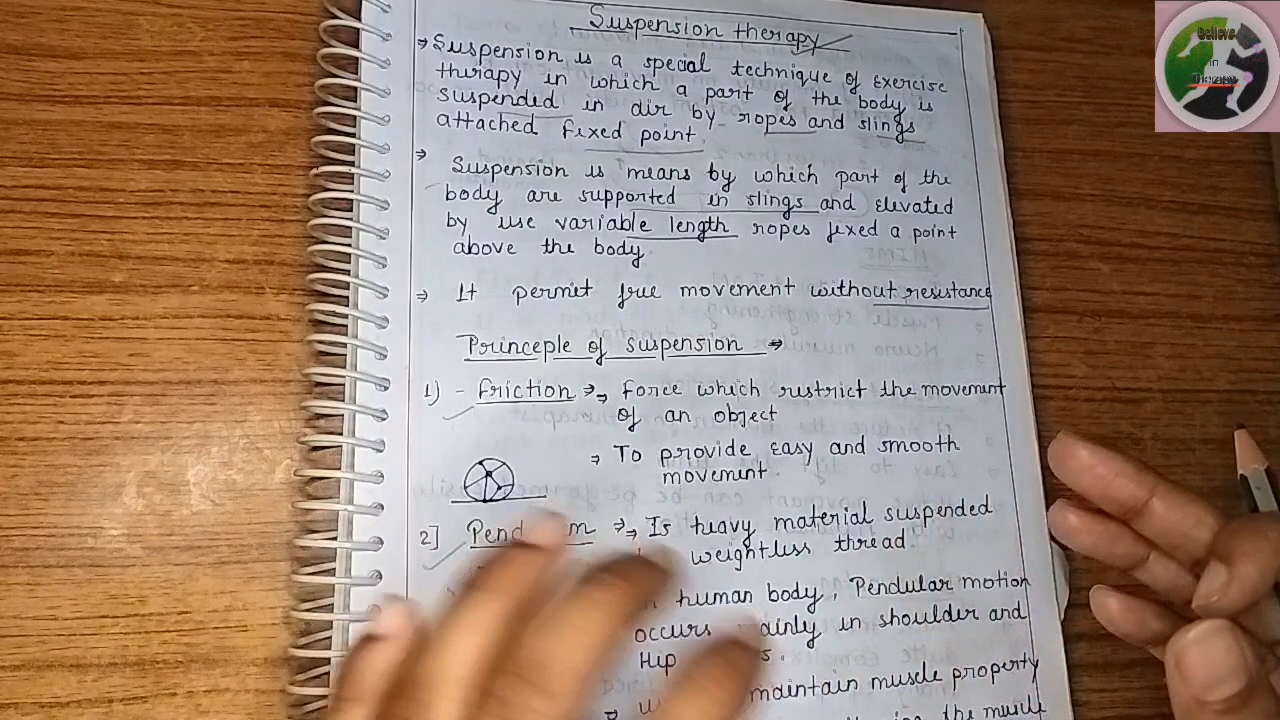 Suspension therapy
⇒ Suspension is a special technique of Exercise
thirapy in which a part of the body is
suspended in air by ropes and slings
attached fixed point.
⇒
Suspension is means by which part of the
body are supported in slings and elevated
by use variable length ropes fixed a point
above the body.
⇒ It permit free movement without resistance
Princeple of suspension ⇒
1) - friction ⇒ ⇒ Force which restrict the movement
of an object
⇒ To provide Easy and smooth
movement.
2] ⇒ ⇒ Is heavy material suspended
weightless thread.
human body, Pendular motion
occurs in shoulder and
Hip
maintain muscle property
the muscle
Believe
in
Therapy